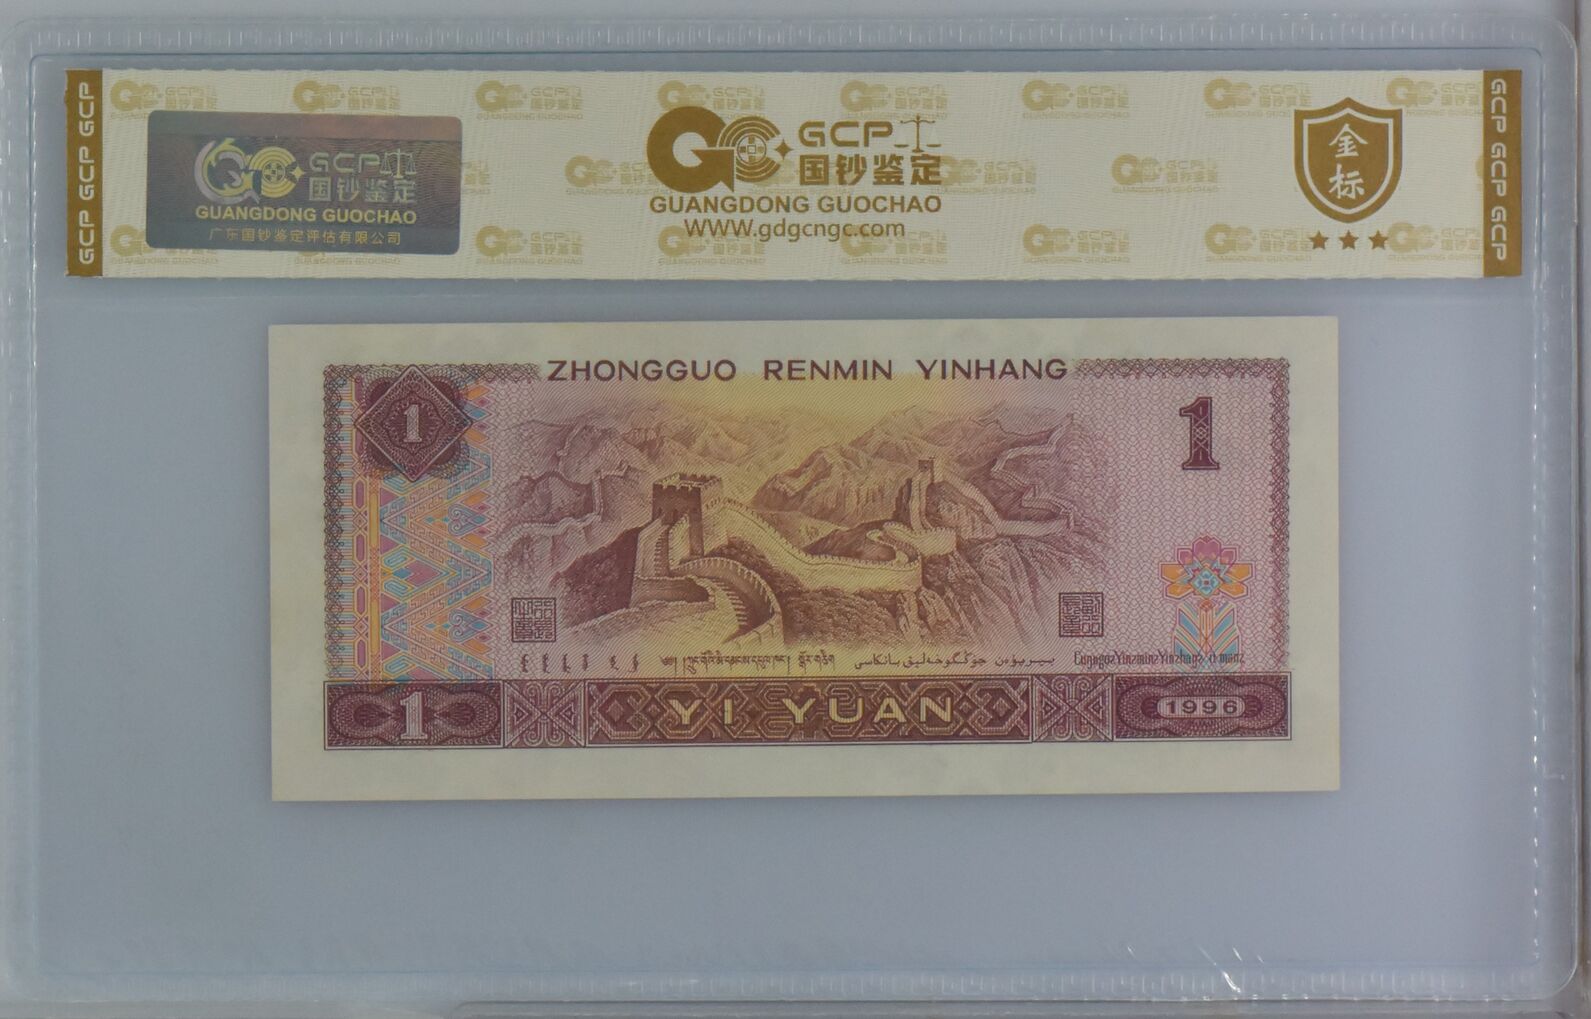 GCP GCP GCP
GCP
国钞鉴定
GUANGDONG GUOCHAO
广东国钞鉴定评估有限公司
GCP
国钞鉴定
GUANGDONG GUOCHAO
WWW.gdgcngc.com
金标
GCP GCP GCP
ZHONGGUO RENMIN YINHANG
1
1
1
YI YUAN
1996